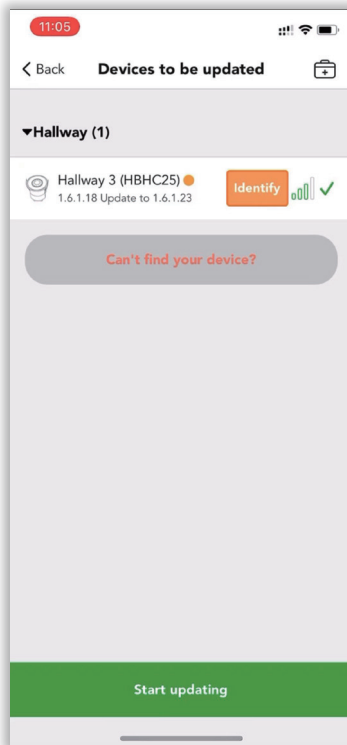 11:05
Back
Devices to be updated
Hallway (1)
Hallway 3 (HBHC25)
1.6.1.18 Update to 1.6.1.23
Identify
Can't find your device?
Start updating